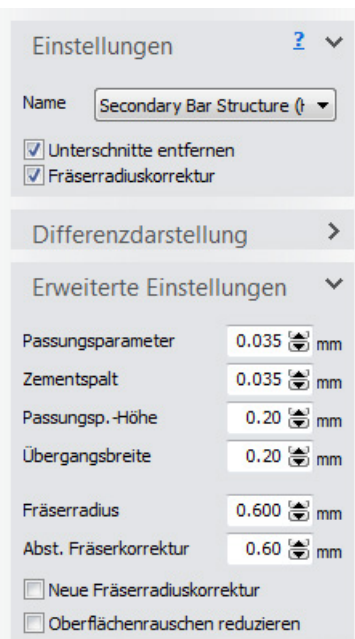 Einstellungen ?
Name Secondary Bar Structure (H
Unterschnitte entfernen
Fräserradiuskorrektur
Differenzdarstellung
Erweiterte Einstellungen
Passungsparameter 0.035 mm
Zementspalt 0.035 mm
Passungsp.-Höhe 0.20 mm
Übergangsbreite 0.20 mm
Fräserradius 0.600 mm
Abst. Fräserkorrektur 0.60 mm
Neue Fräserradiuskorrektur
Oberflächenrauschen reduzieren